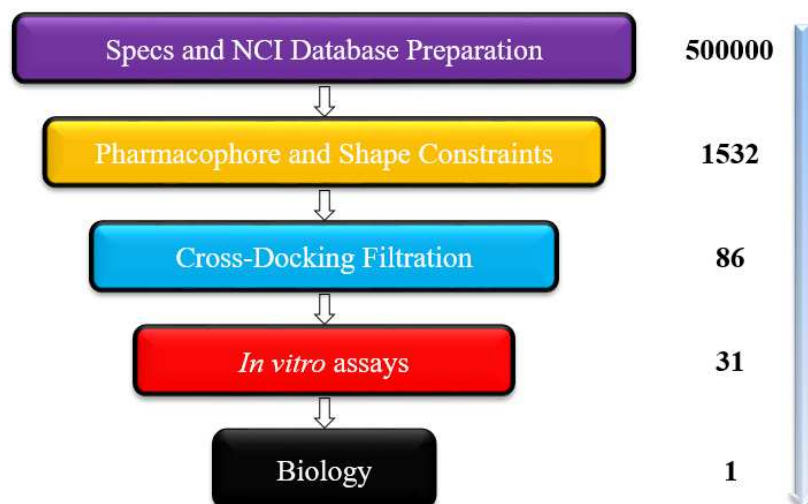 Specs and NCI Database Preparation 500000
Pharmacophore and Shape Constraints 1532
Cross-Docking Filtration 86
In vitro assays 31
Biology 1